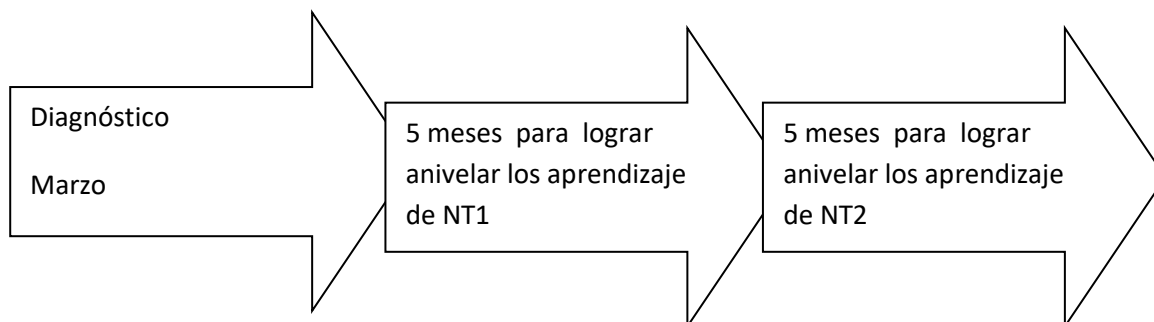 Diagnóstico
Marzo
5 meses para lograr
anivelar los aprendizaje
de NT1
5 meses para lograr
anivelar los aprendizaje
de NT2